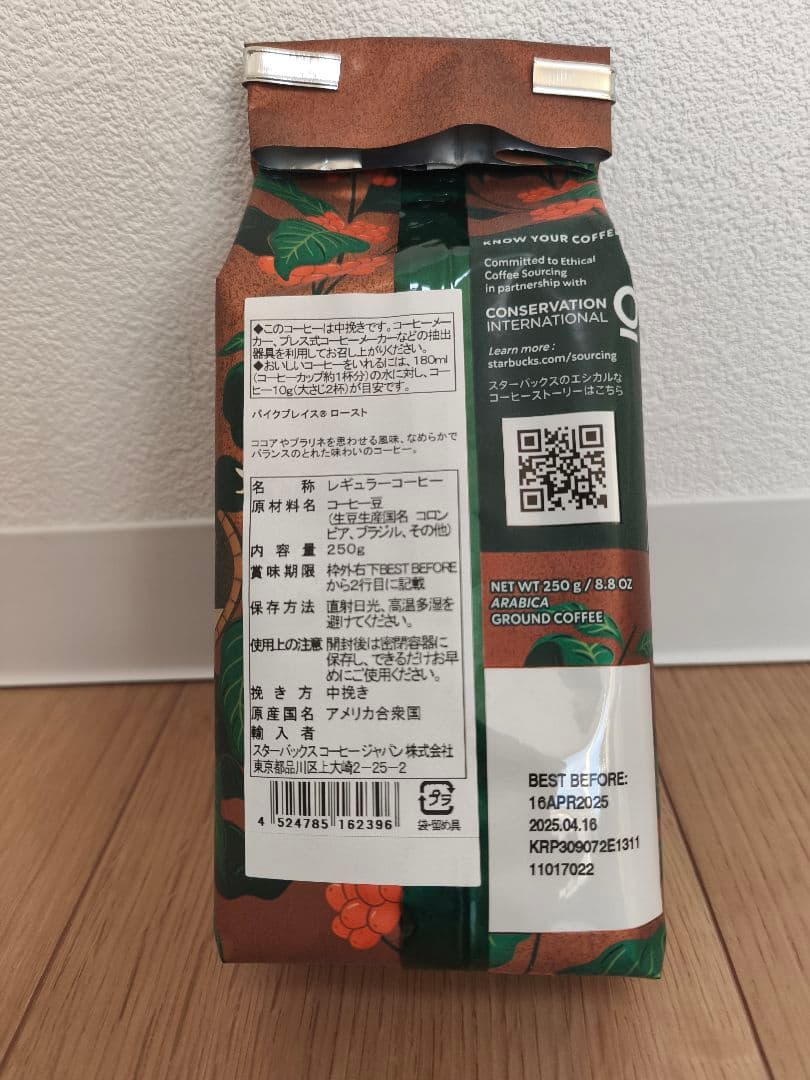 ◆このコーヒーは中挽きです。コーヒーメー
カー、プレス式コーヒーメーカーなどの抽出
器具を利用してお召し上がりください。
◆おいしいコーヒーをいれるには、180ml
(コーヒーカップ約1杯分)の水に対し、コー
ヒー10g(大さじ2杯)が目安です。
パイクプレイス® ロースト
ココアやプラリネを思わせる風味、なめらかで
バランスのとれた味わいのコーヒー。
名称 レギュラーコーヒー
原材料名 コーヒー豆
(生豆生産国名 コロン
ビア、ブラジル、その他)
内容量 250g
賞味期限 枠外右下BEST BEFORE
から2行目に記載
保存方法 直射日光、高温多湿を
避けてください。
使用上の注意 開封後は密閉容器に
保存し、できるだけお早
めにご使用ください。
挽き方 中挽き
原産国名 アメリカ合衆国
輸入者
スターバックスコーヒージャパン株式会社
東京都品川区上大崎2-25-2
4 524785 162396
プラ
袋・留め具
KNOW YOUR COFFE
Committed to Ethical
Coffee Sourcing
in partnership with
CONSERVATION
INTERNATIONAL
Learn more:
starbucks.com/sourcing
スターバックスのエシカルな
コーヒーストーリーはこちら
NET WT 250 g / 8.8 OZ
ARABICA
GROUND COFFEE
BEST BEFORE:
16APR2025
2025.04.16
KRP309072E1311
11017022